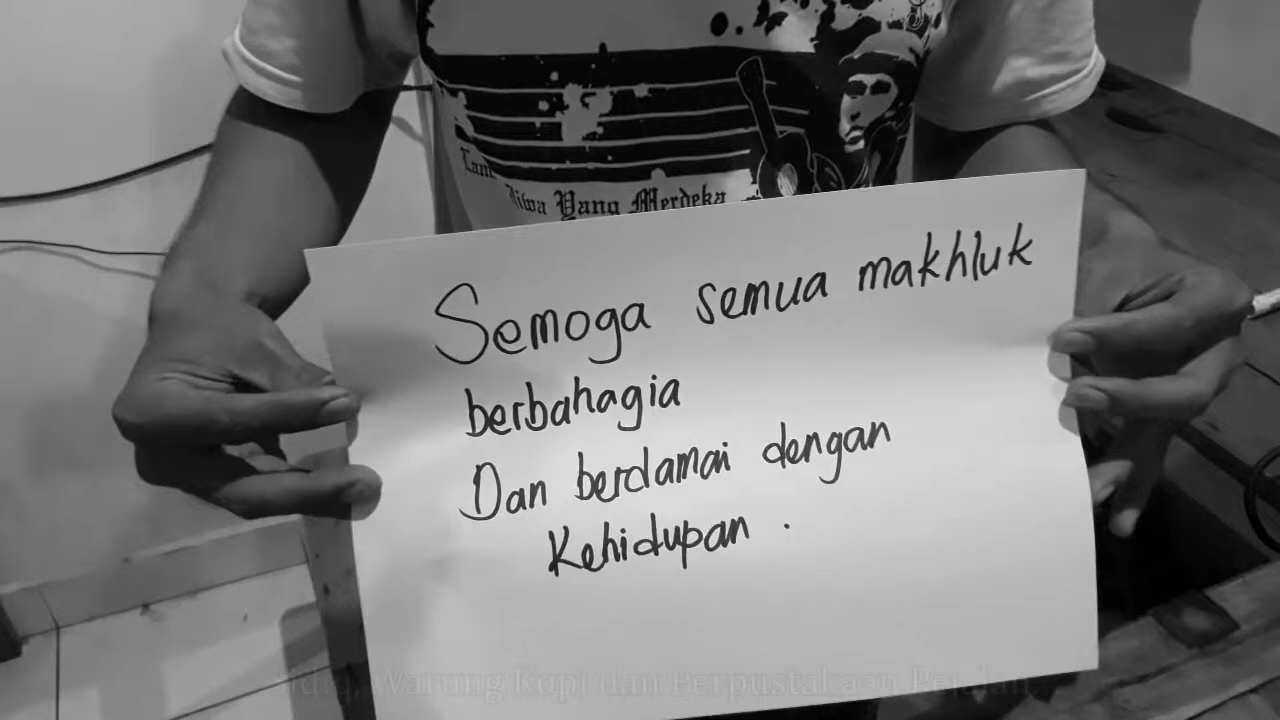 Jiwa Yang Merdeka
Semoga semua makhluk
berbahagia
Dan berdamai dengan
Kehidupan .
Warung Kopi dan Perpustakaan